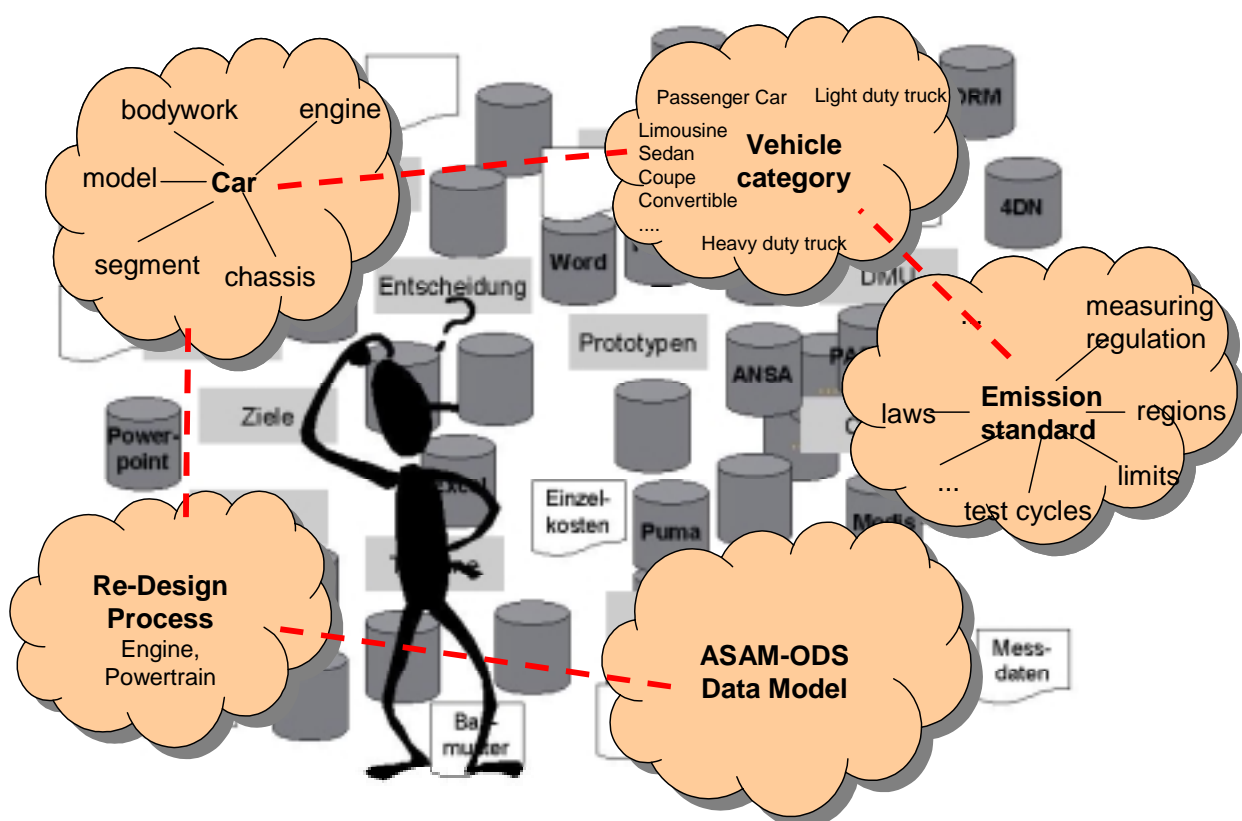 bodywork
engine
model
Car
segment
chassis
Passenger Car
Light duty truck
Limousine
Sedan
Coupe
Convertible
....
Vehicle
category
Heavy duty truck
4DN
Word
DMU
Entscheidung
?
Prototypen
ANSA
...
measuring
regulation
laws
Emission
standard
regions
limits
...
test cycles
Ziele
Power-
point
Excel
Einzel-
kosten
Puma
Medis
Re-Design
Process
Engine,
Powertrain
ASAM-ODS
Data Model
Mess-
daten
muster